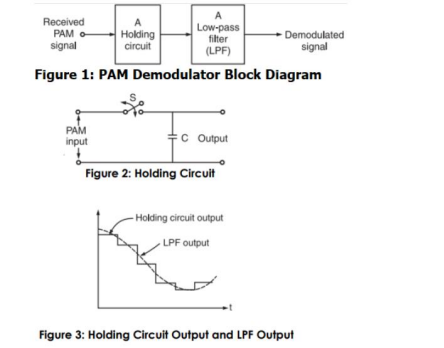 Received
PAM
signal
A
Holding
circuit
A
Low-pass
filter
(LPF)
Demodulated
signal
Figure 1: PAM Demodulator Block Diagram
S
PAM
input
C Output
Figure 2: Holding Circuit
Holding circuit output
LPF output
t
Figure 3: Holding Circuit Output and LPF Output